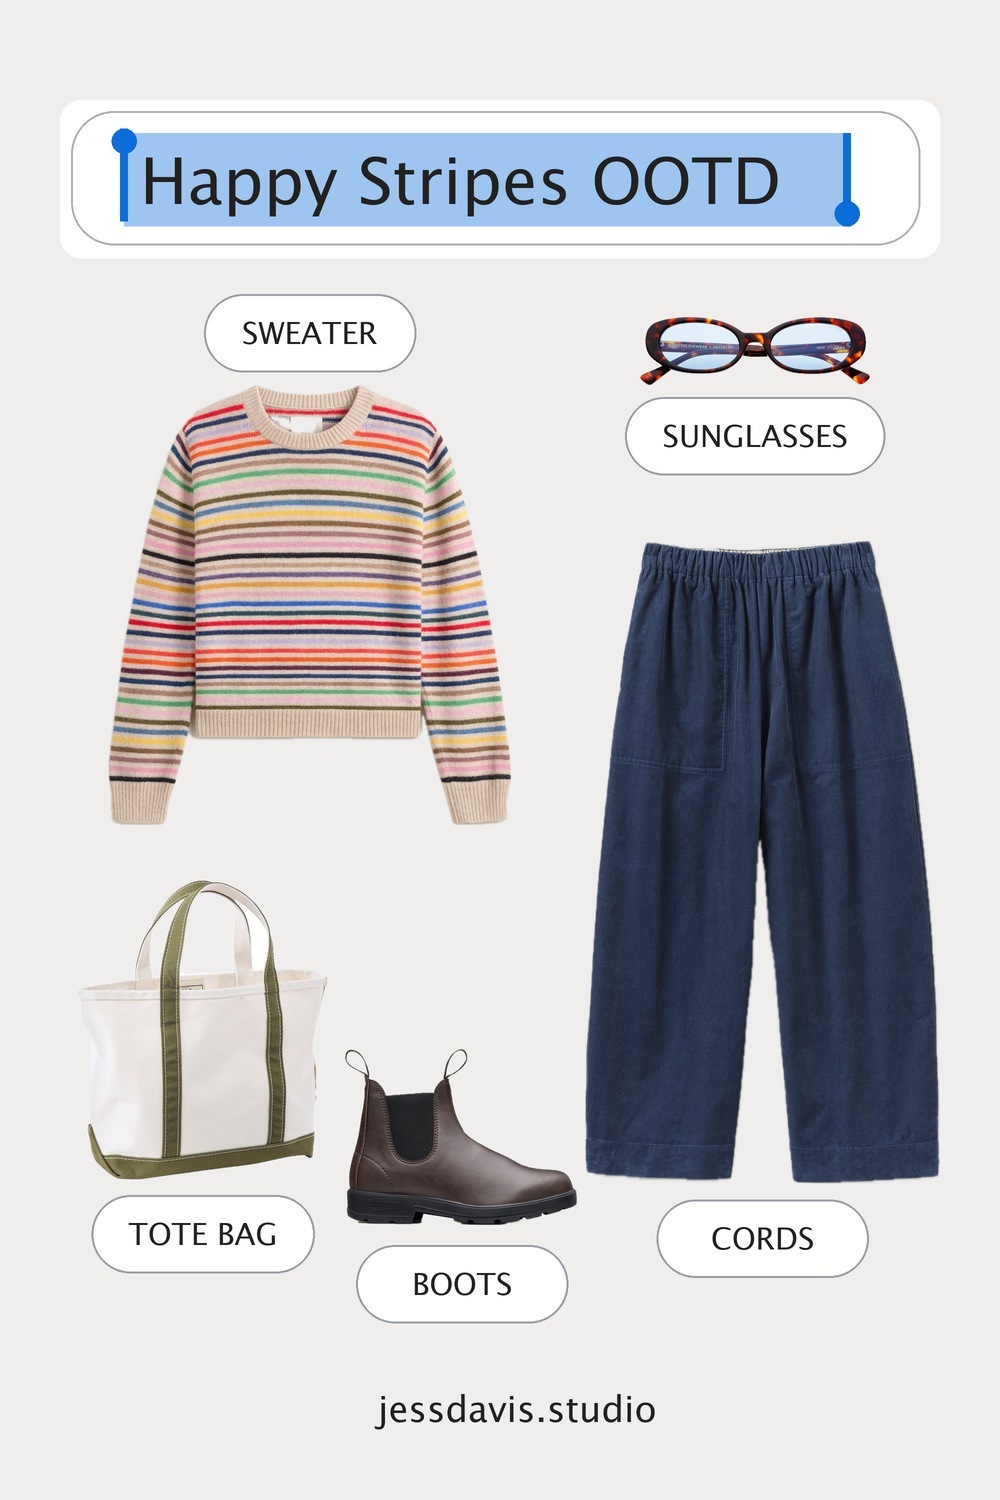 Happy Stripes OOTD
SWEATER
SUNGLASSES
TOTE BAG
BOOTS
CORDS
jessdavis.studio